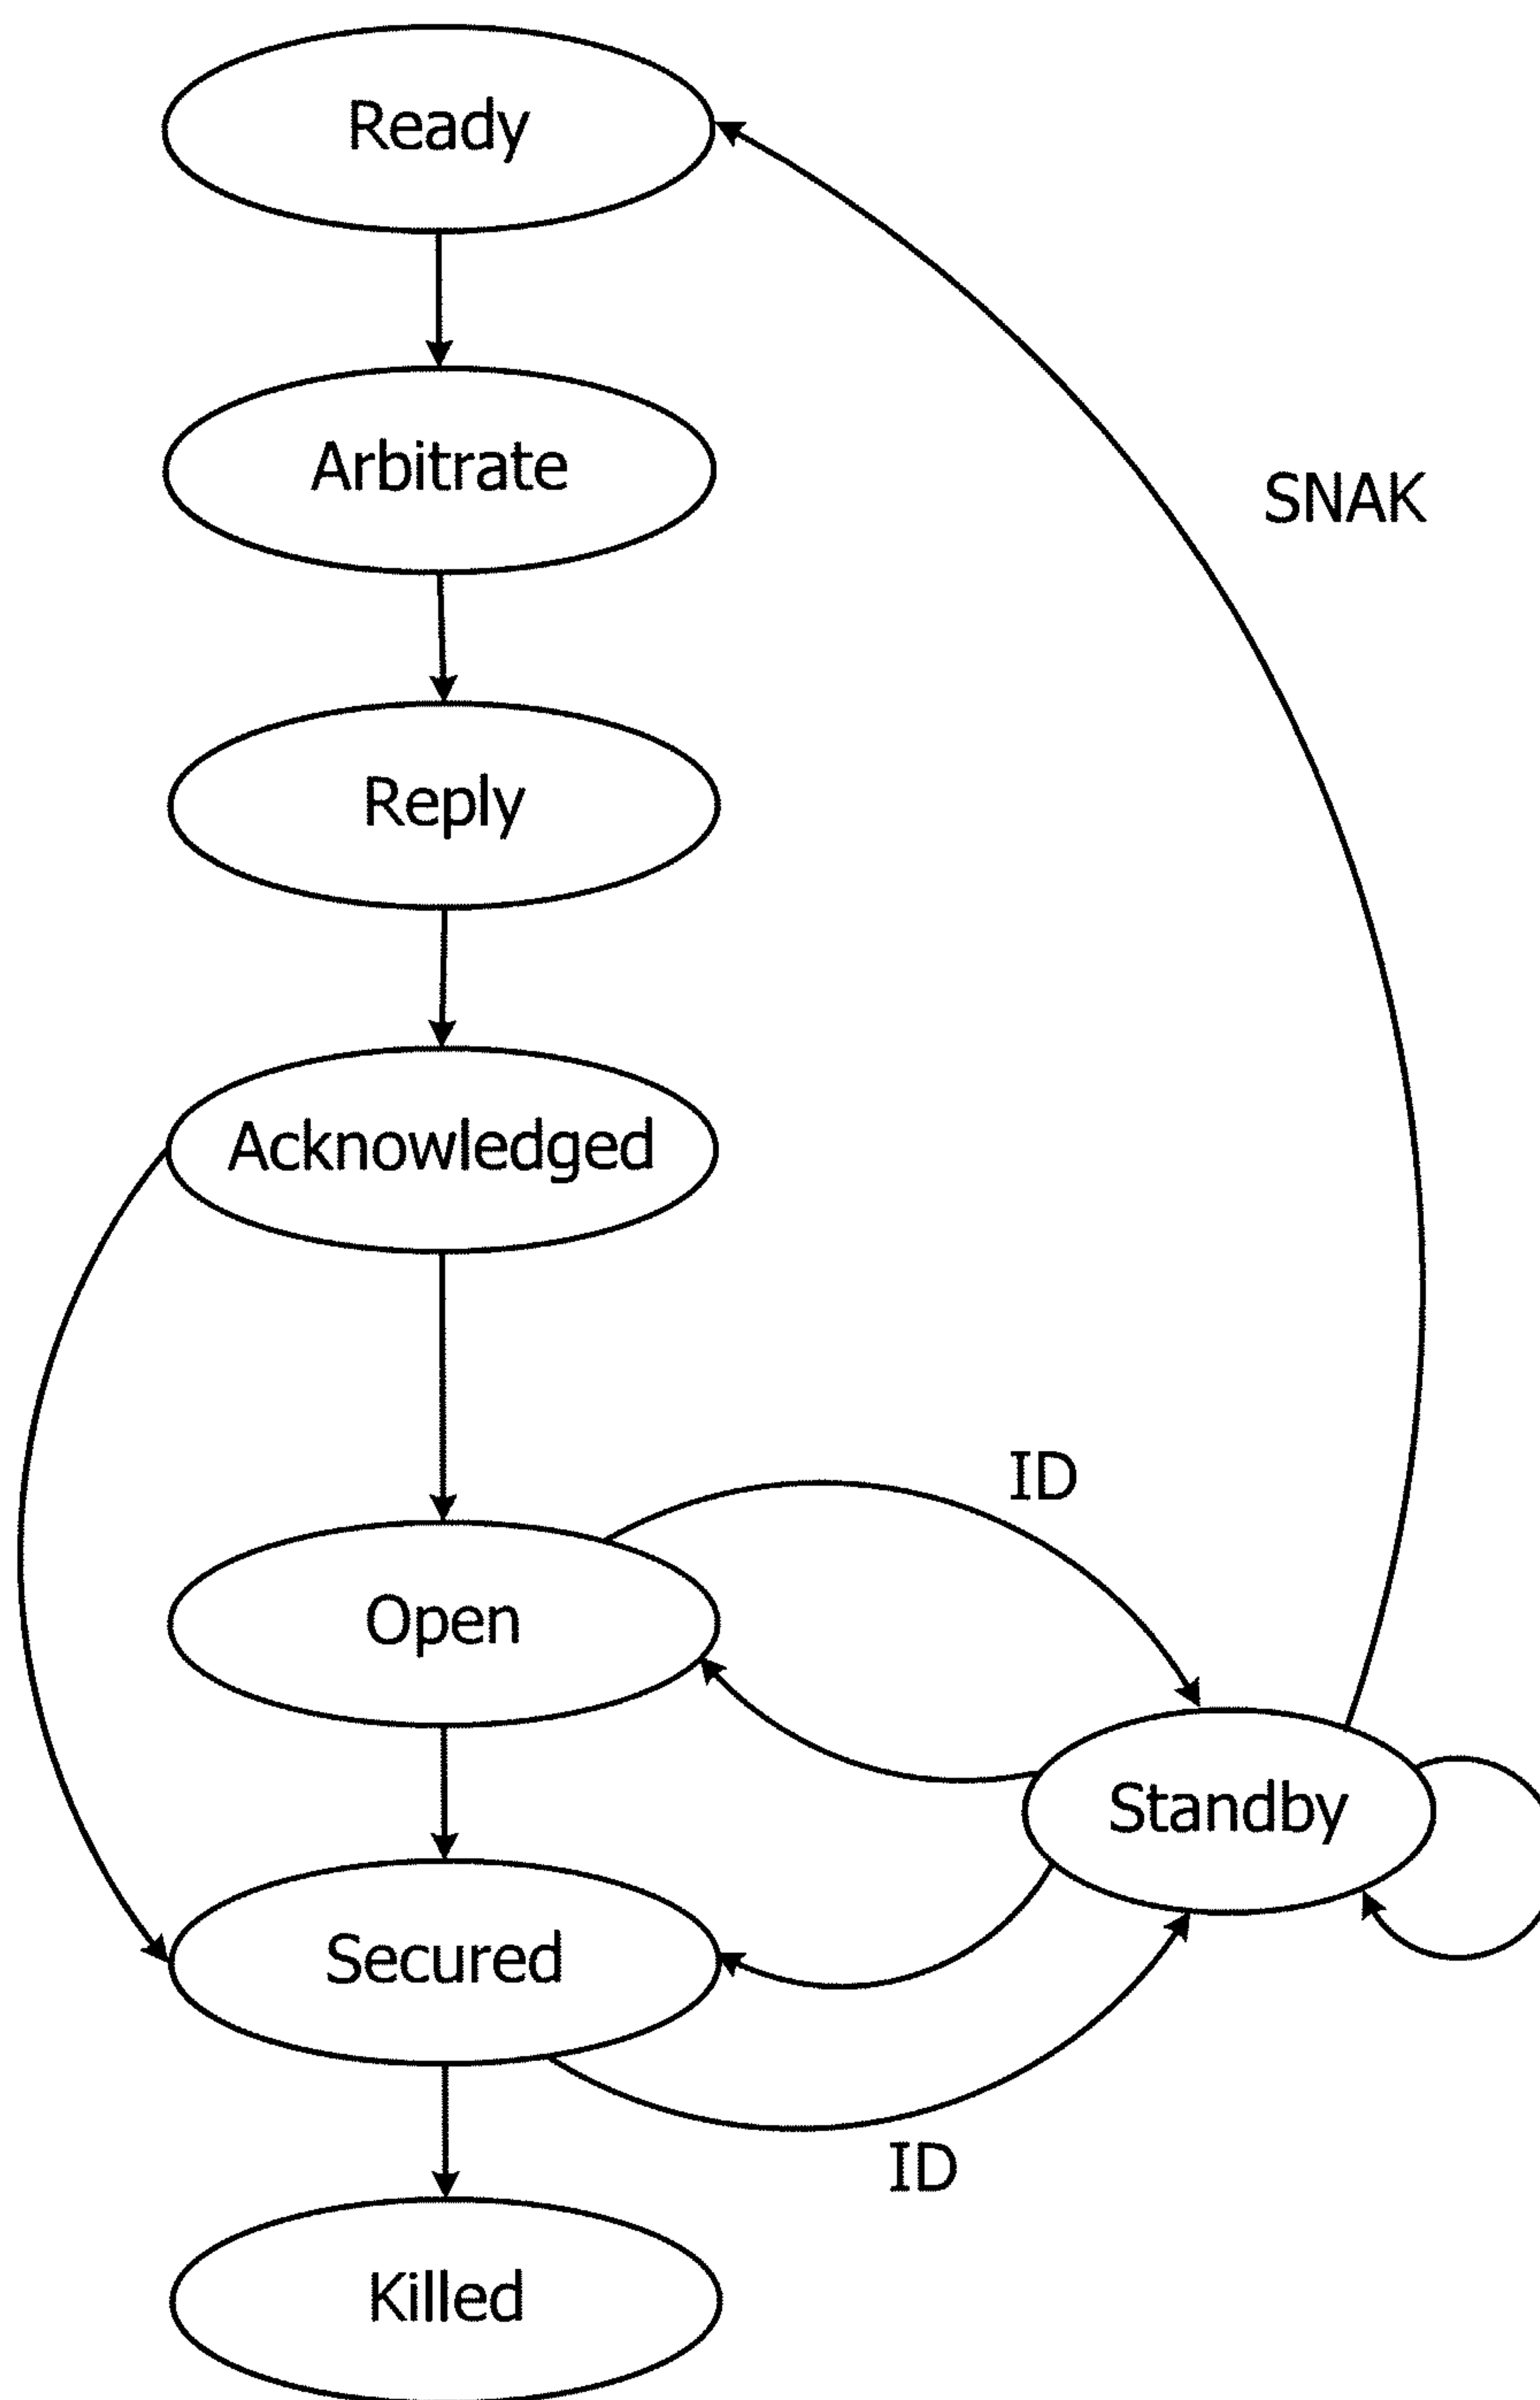 Ready
Arbitrate
SNAK
Reply
Acknowledged
ID
Open
Standby
Secured
ID
Killed